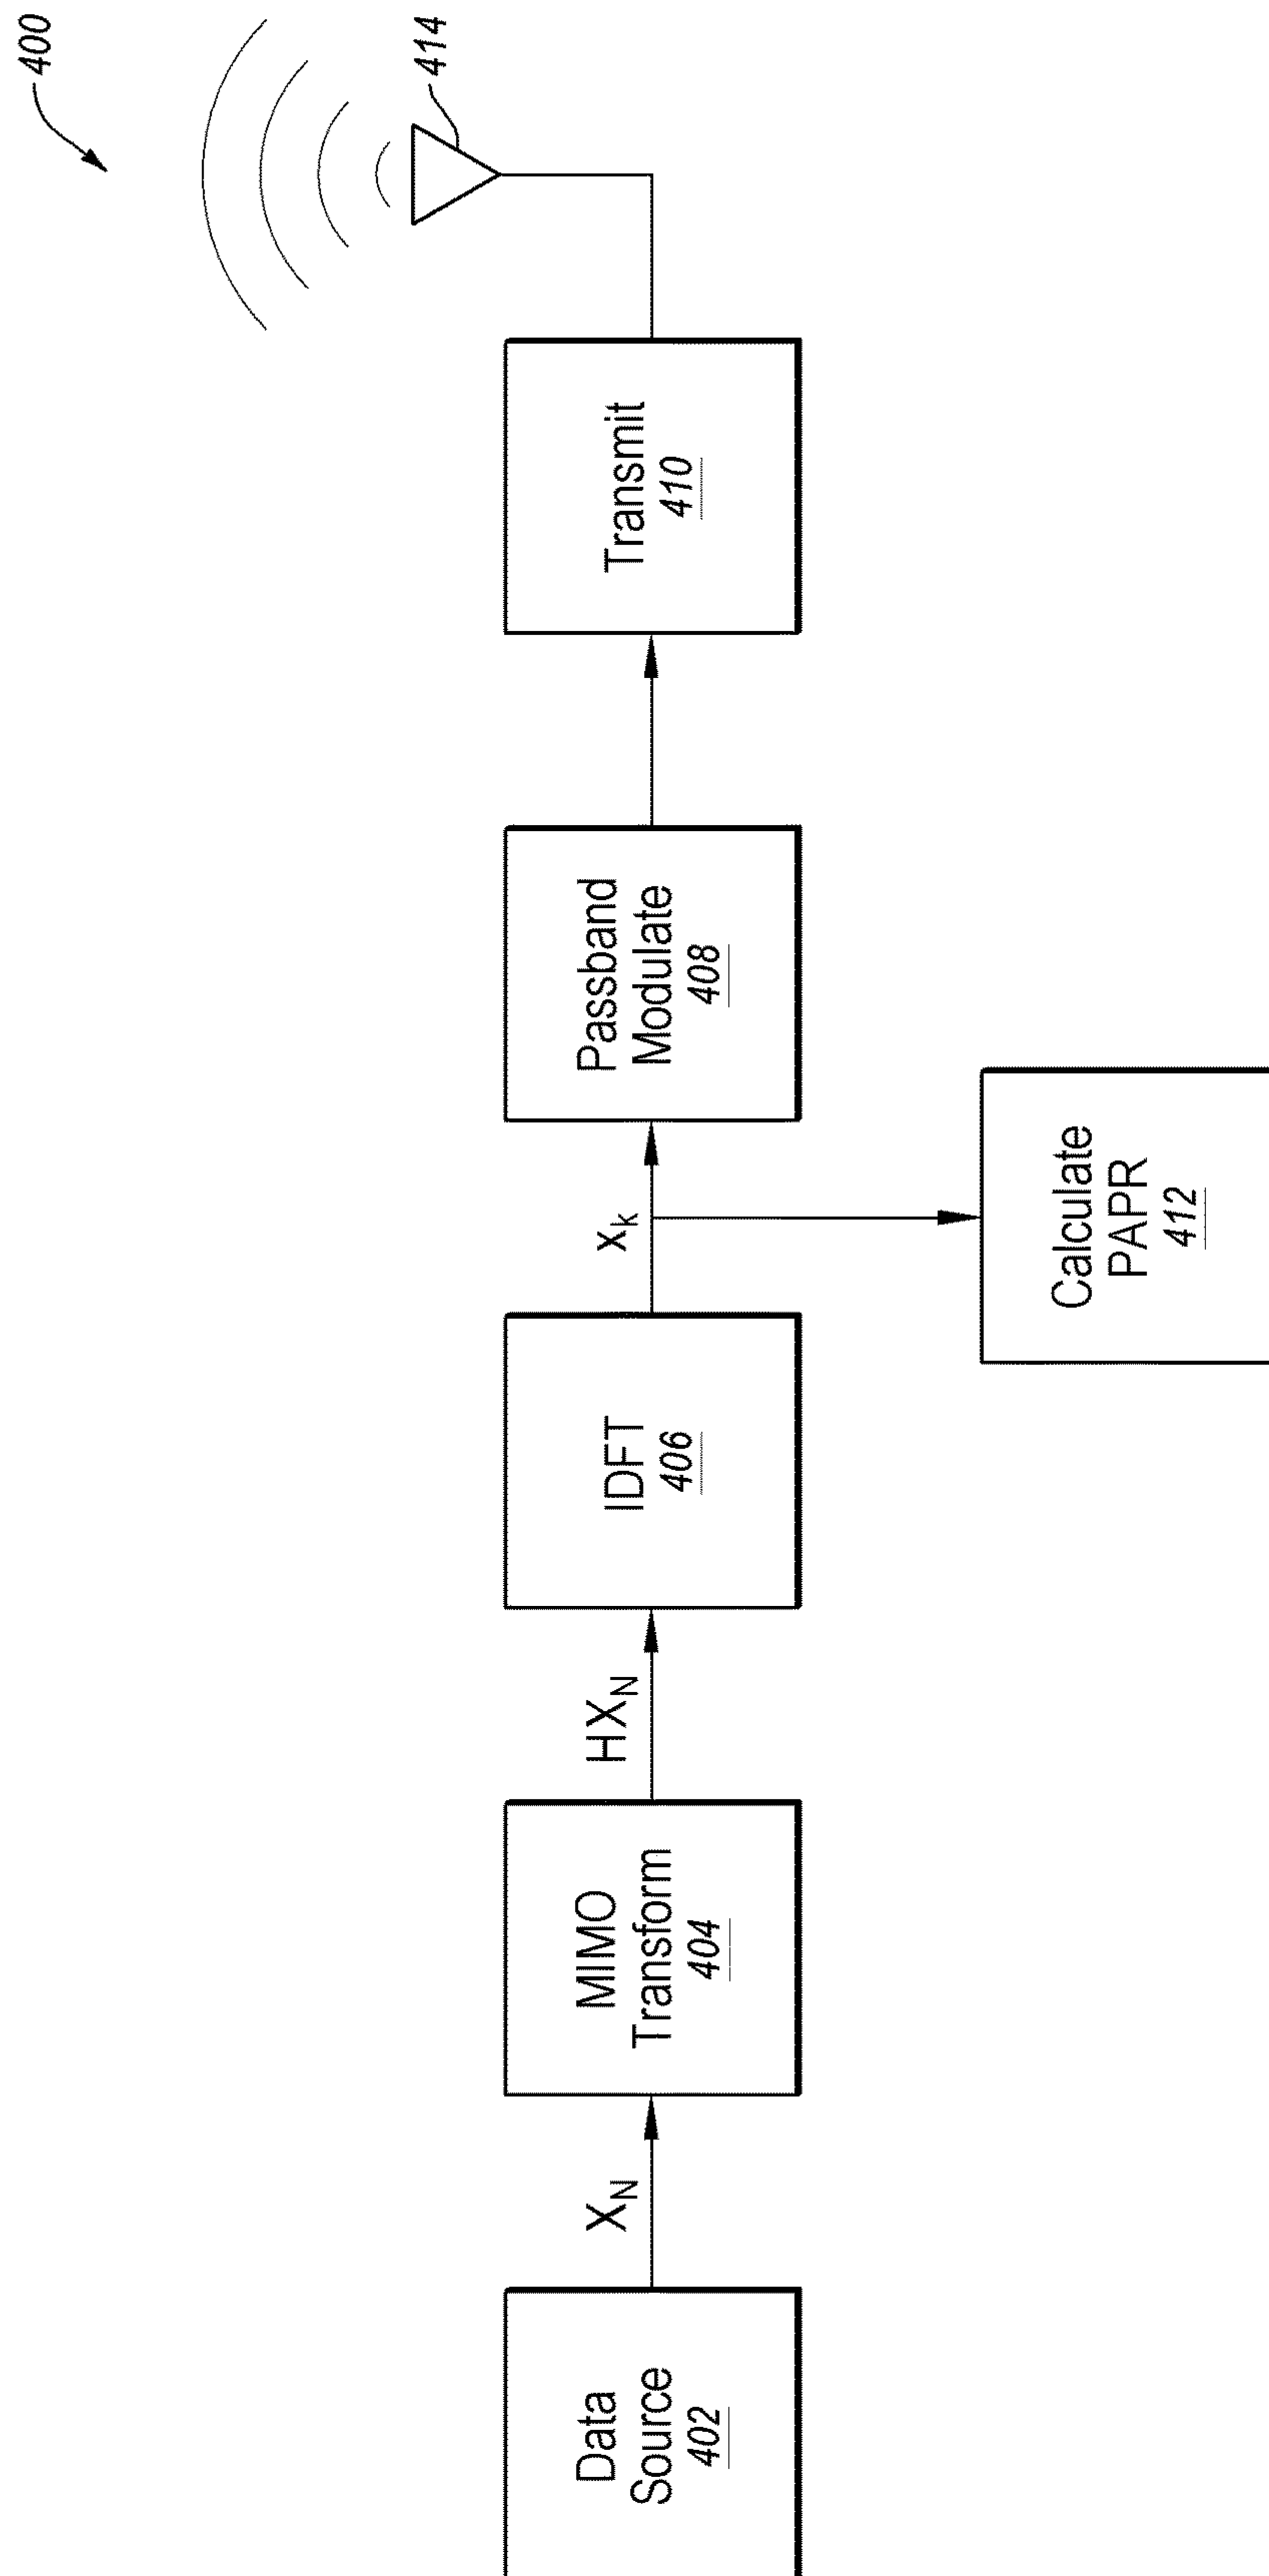 400
414
Data
Source
402
X_N
MIMO
Transform
404
HX_N
IDFT
406
x_k
Passband
Modulate
408
Transmit
410
Calculate
PAPR
412